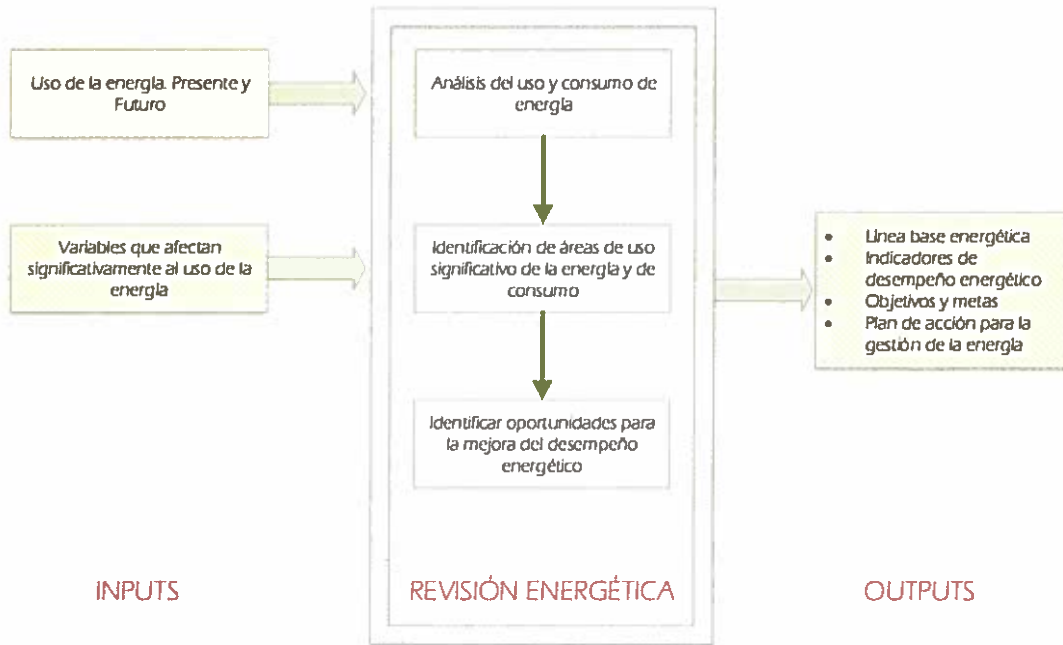 Uso de la energía. Presente y
Futuro
Variables que afectan
significativamente al uso de la
energía
Análisis del uso y consumo de
energía
Identificación de áreas de uso
significativo de la energía y de
consumo
Identificar oportunidades para
la mejora del desempeño
energético
• Línea base energética
• Indicadores de
desempeño energético
• Objetivos y metas
• Plan de acción para la
gestión de la energía
INPUTS
REVISIÓN ENERGÉTICA
OUTPUTS